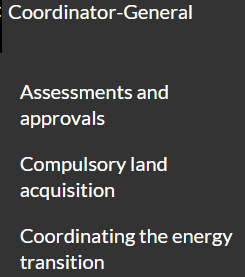 Coordinator-General
Assessments and
approvals
Compulsory land
acquisition
Coordinating the energy
transition